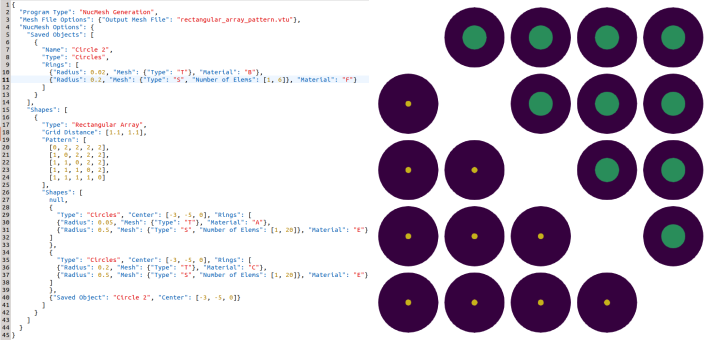 1 {
2 "Program Type": "NucMesh Generation",
3 "Mesh File Options": {"Output Mesh File": "rectangular_array_pattern.vtu"},
4 "NucMesh Options": {
5 "Saved Objects": [
6 {
7 "Name": "Circle 2",
8 "Type": "Circles",
9 "Rings": [
10 {"Radius": 0.02, "Mesh": {"Type": "T"}, "Material": "B"},
11 {"Radius": 0.2, "Mesh": {"Type": "S", "Number of Elems": [1, 6]}, "Material": "F"}
12 ]
13 }
14 ],
15 "Shapes": [
16 {
17 "Type": "Rectangular Array",
18 "Grid Distance": [1.1, 1.1],
19 "Pattern": [
20 [0, 2, 2, 2, 2],
21 [1, 0, 2, 2, 2],
22 [1, 1, 0, 2, 2],
23 [1, 1, 1, 0, 2],
24 [1, 1, 1, 1, 0]
25 ],
26 "Shapes": [
27 null,
28 {
29 "Type": "Circles", "Center": [-3, -5, 0], "Rings": [
30 {"Radius": 0.05, "Mesh": {"Type": "T"}, "Material": "A"},
31 {"Radius": 0.5, "Mesh": {"Type": "S", "Number of Elems": [1, 20]}, "Material": "E"}
32 ]
33 },
34 {
35 "Type": "Circles", "Center": [-3, -5, 0], "Rings": [
36 {"Radius": 0.2, "Mesh": {"Type": "T"}, "Material": "C"},
37 {"Radius": 0.5, "Mesh": {"Type": "S", "Number of Elems": [1, 20]}, "Material": "E"}
38 ]
39 },
40 {"Saved Object": "Circle 2", "Center": [-3, -5, 0]}
41 ]
42 }
43 ]
44 }
45 }